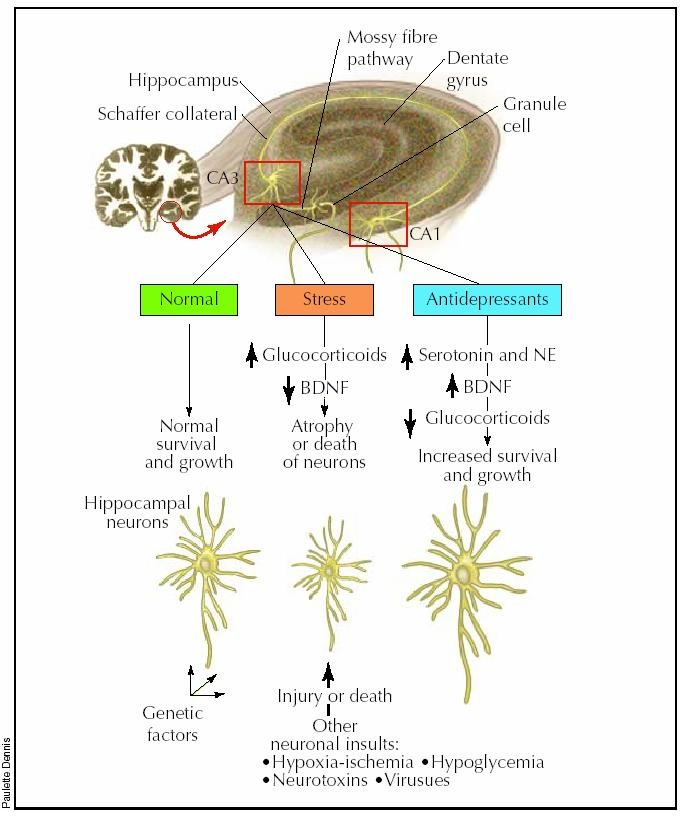 Mossy fibre
pathway
Dentate
gyrus
Hippocampus
Granule
cell
Schaffer collateral
CA3
CA1
Normal
Stress
Antidepressants
Glucocorticoids
BDNF
Serotonin and NE
BDNF
Glucocorticoids
Normal
survival
and growth
Atrophy
or death
of neurons
Increased survival
and growth
Hippocampal
neurons
Genetic
factors
Injury or death
Other
neuronal insults:
•Hypoxia-ischemia •Hypoglycemia
•Neurotoxins •Virusues
Paulette Dennis